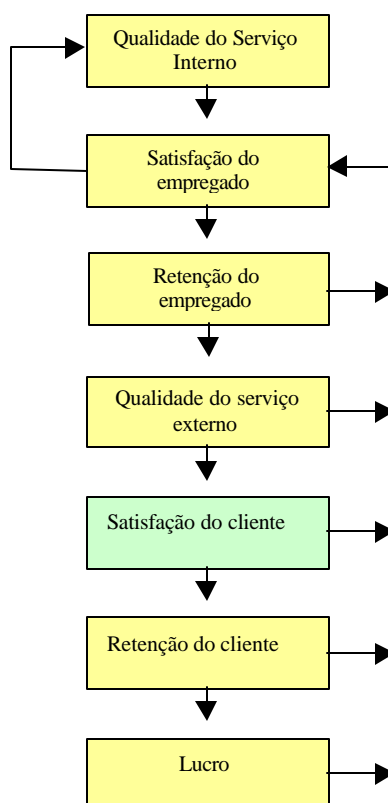 Qualidade do Serviço
Interno
Satisfação do
empregado
Retenção do
empregado
Qualidade do serviço
externo
Satisfação do cliente
Retenção do cliente
Lucro